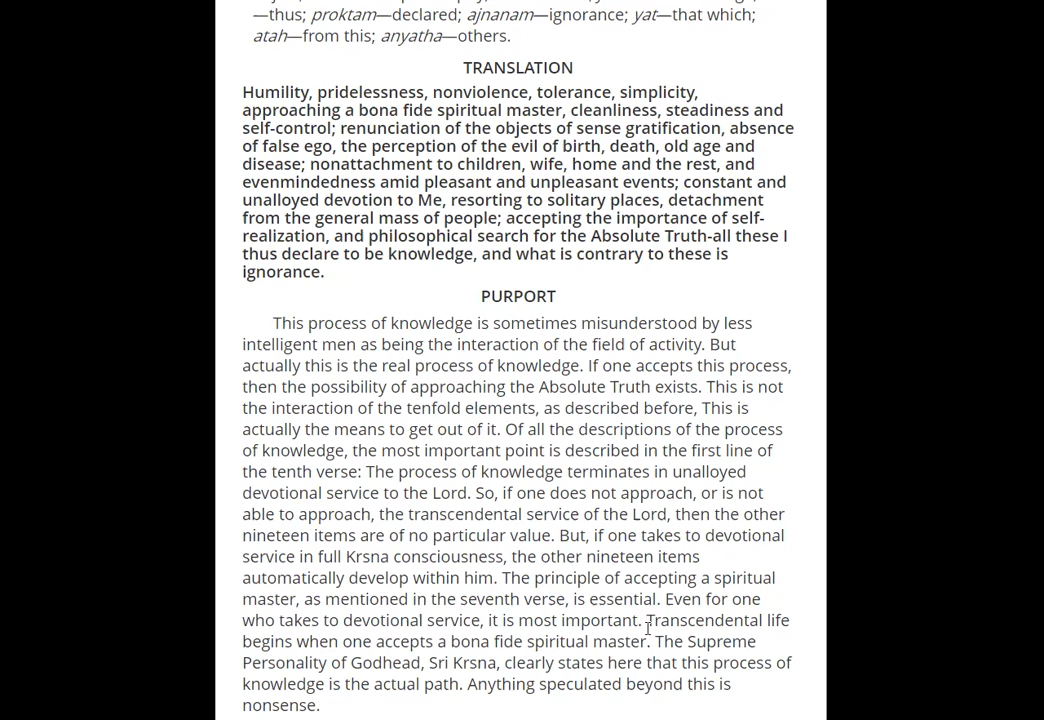 —thus; proktam—declared; ajnanam—ignorance; yat—that which;
atah—from this; anyatha—others.
TRANSLATION
Humility, pridelessness, nonviolence, tolerance, simplicity,
approaching a bona fide spiritual master, cleanliness, steadiness and
self-control; renunciation of the objects of sense gratification, absence
of false ego, the perception of the evil of birth, death, old age and
disease; nonattachment to children, wife, home and the rest, and
evenmindedness amid pleasant and unpleasant events; constant and
unalloyed devotion to Me, resorting to solitary places, detachment
from the general mass of people; accepting the importance of self-
realization, and philosophical search for the Absolute Truth-all these I
thus declare to be knowledge, and what is contrary to these is
ignorance.
PURPORT
This process of knowledge is sometimes misunderstood by less
intelligent men as being the interaction of the field of activity. But
actually this is the real process of knowledge. If one accepts this process,
then the possibility of approaching the Absolute Truth exists. This is not
the interaction of the tenfold elements, as described before, This is
actually the means to get out of it. Of all the descriptions of the process
of knowledge, the most important point is described in the first line of
the tenth verse: The process of knowledge terminates in unalloyed
devotional service to the Lord. So, if one does not approach, or is not
able to approach, the transcendental service of the Lord, then the other
nineteen items are of no particular value. But, if one takes to devotional
service in full Krsna consciousness, the other nineteen items
automatically develop within him. The principle of accepting a spiritual
master, as mentioned in the seventh verse, is essential. Even for one
who takes to devotional service, it is most important. Transcendental life
begins when one accepts a bona fide spiritual master. The Supreme
Personality of Godhead, Sri Krsna, clearly states here that this process of
knowledge is the actual path. Anything speculated beyond this is
nonsense.